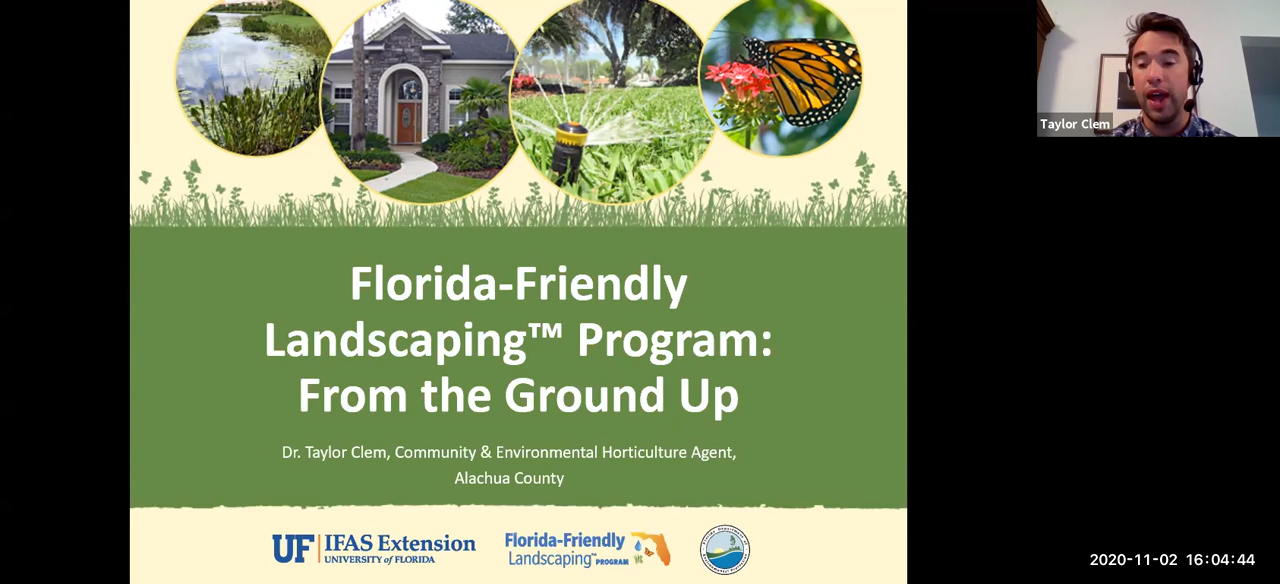 Taylor Clem
Florida-Friendly
Landscaping™ Program:
From the Ground Up
Dr. Taylor Clem, Community & Environmental Horticulture Agent,
Alachua County
UF IFAS Extension
UNIVERSITY of FLORIDA
Florida-Friendly
Landscaping™ PROGRAM
2020-11-02 16:04:44